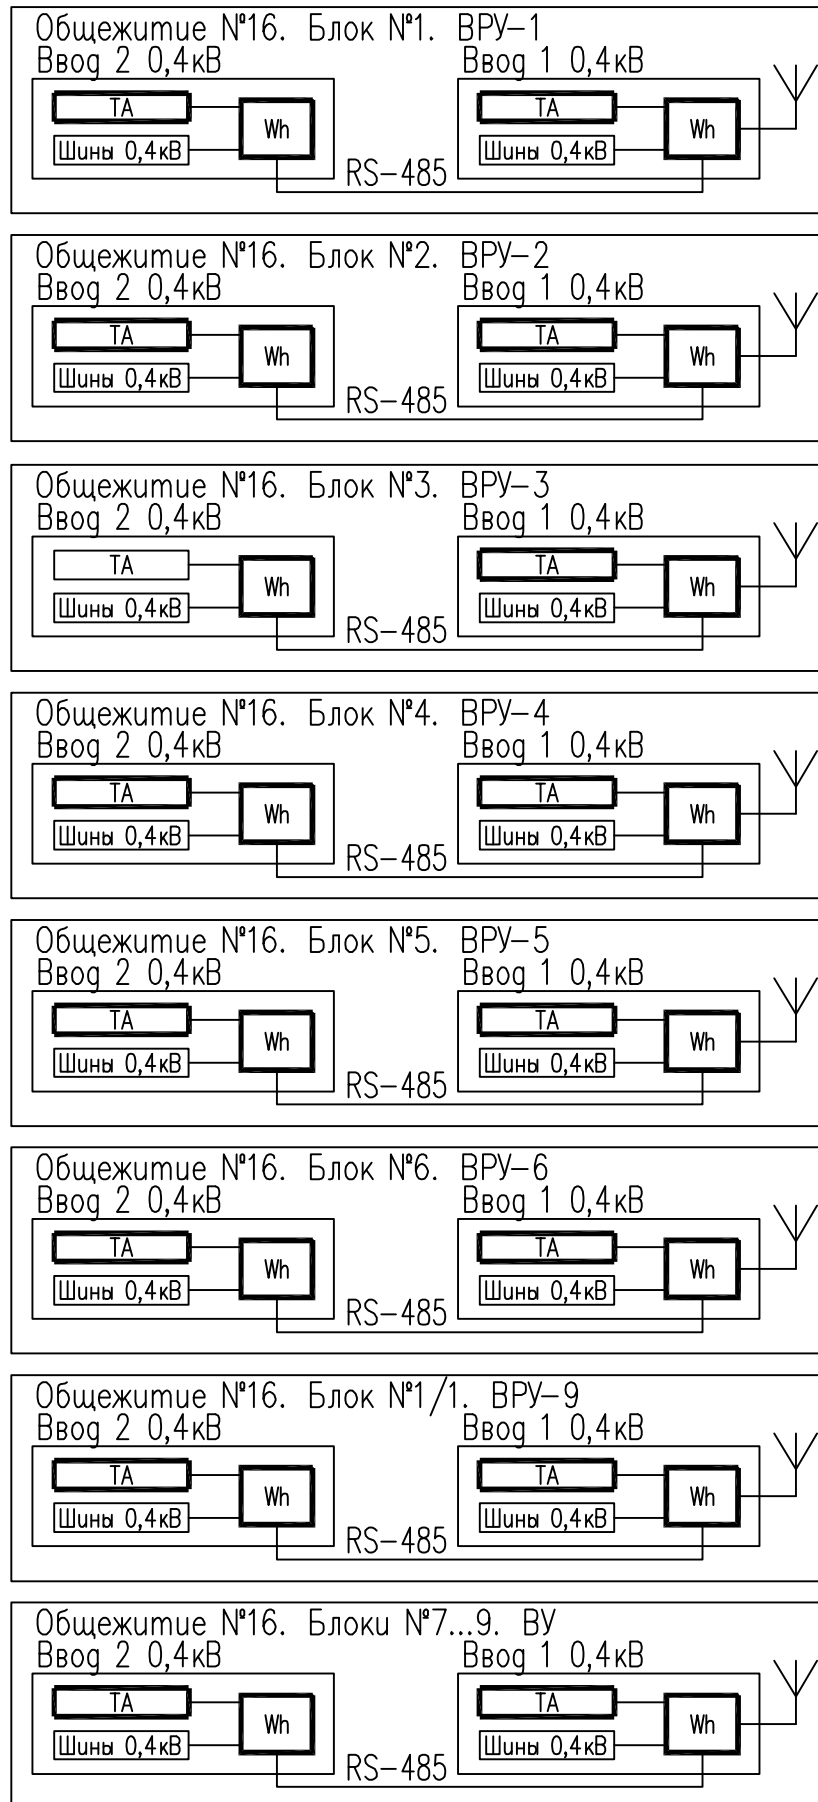 Общежитие №16. Блок №1. ВРУ-1
Ввод 2 0,4кВ Ввод 1 0,4кВ
ТА ТА
Wh Wh
Шины 0,4кВ Шины 0,4кВ
RS-485
Общежитие №16. Блок №2. ВРУ-2
Ввод 2 0,4кВ Ввод 1 0,4кВ
ТА ТА
Wh Wh
Шины 0,4кВ Шины 0,4кВ
RS-485
Общежитие №16. Блок №3. ВРУ-3
Ввод 2 0,4кВ Ввод 1 0,4кВ
ТА ТА
Wh Wh
Шины 0,4кВ Шины 0,4кВ
RS-485
Общежитие №16. Блок №4. ВРУ-4
Ввод 2 0,4кВ Ввод 1 0,4кВ
ТА ТА
Wh Wh
Шины 0,4кВ Шины 0,4кВ
RS-485
Общежитие №16. Блок №5. ВРУ-5
Ввод 2 0,4кВ Ввод 1 0,4кВ
ТА ТА
Wh Wh
Шины 0,4кВ Шины 0,4кВ
RS-485
Общежитие №16. Блок №6. ВРУ-6
Ввод 2 0,4кВ Ввод 1 0,4кВ
ТА ТА
Wh Wh
Шины 0,4кВ Шины 0,4кВ
RS-485
Общежитие №16. Блок №1/1. ВРУ-9
Ввод 2 0,4кВ Ввод 1 0,4кВ
ТА ТА
Wh Wh
Шины 0,4кВ Шины 0,4кВ
RS-485
Общежитие №16. Блоки №7...9. ВУ
Ввод 2 0,4кВ Ввод 1 0,4кВ
ТА ТА
Wh Wh
Шины 0,4кВ Шины 0,4кВ
RS-485